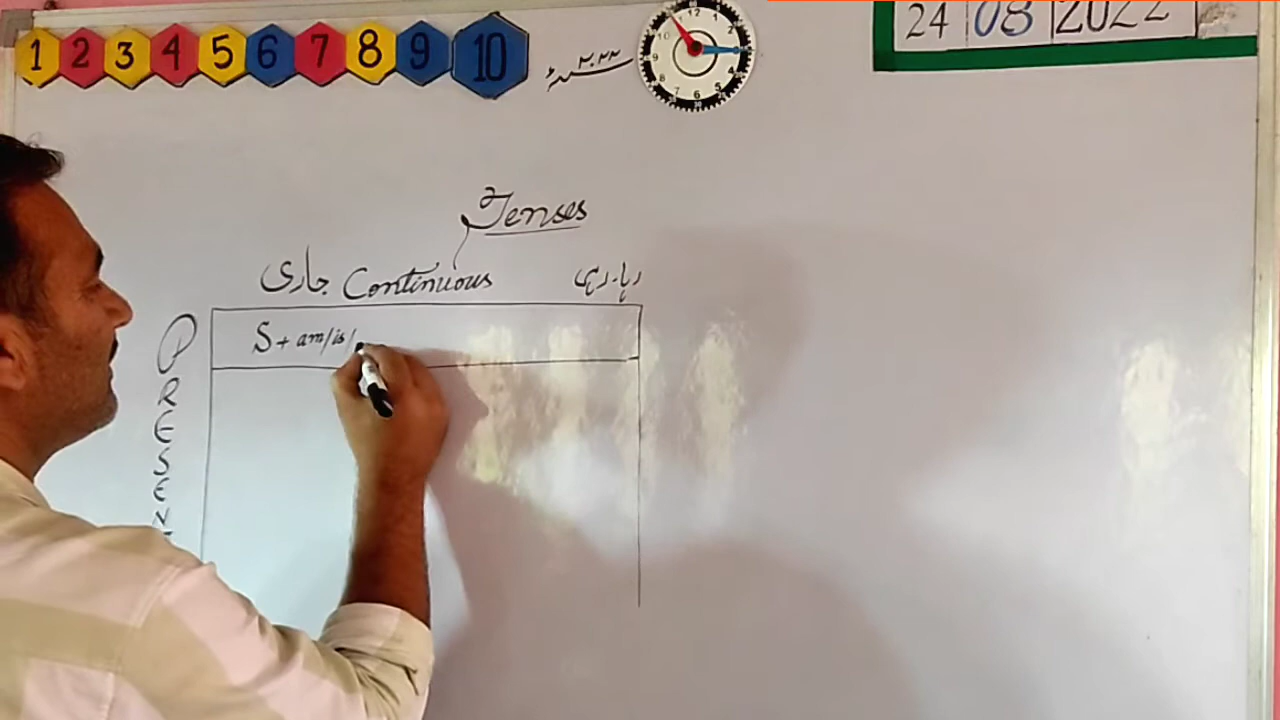 1 2 3 4 5 6 7 8 9 10
۲۰۲۲
24 08 2022
Tenses
جاری Continuous رہا۔رہی
S + am/is/
P
R
E
S
E
N